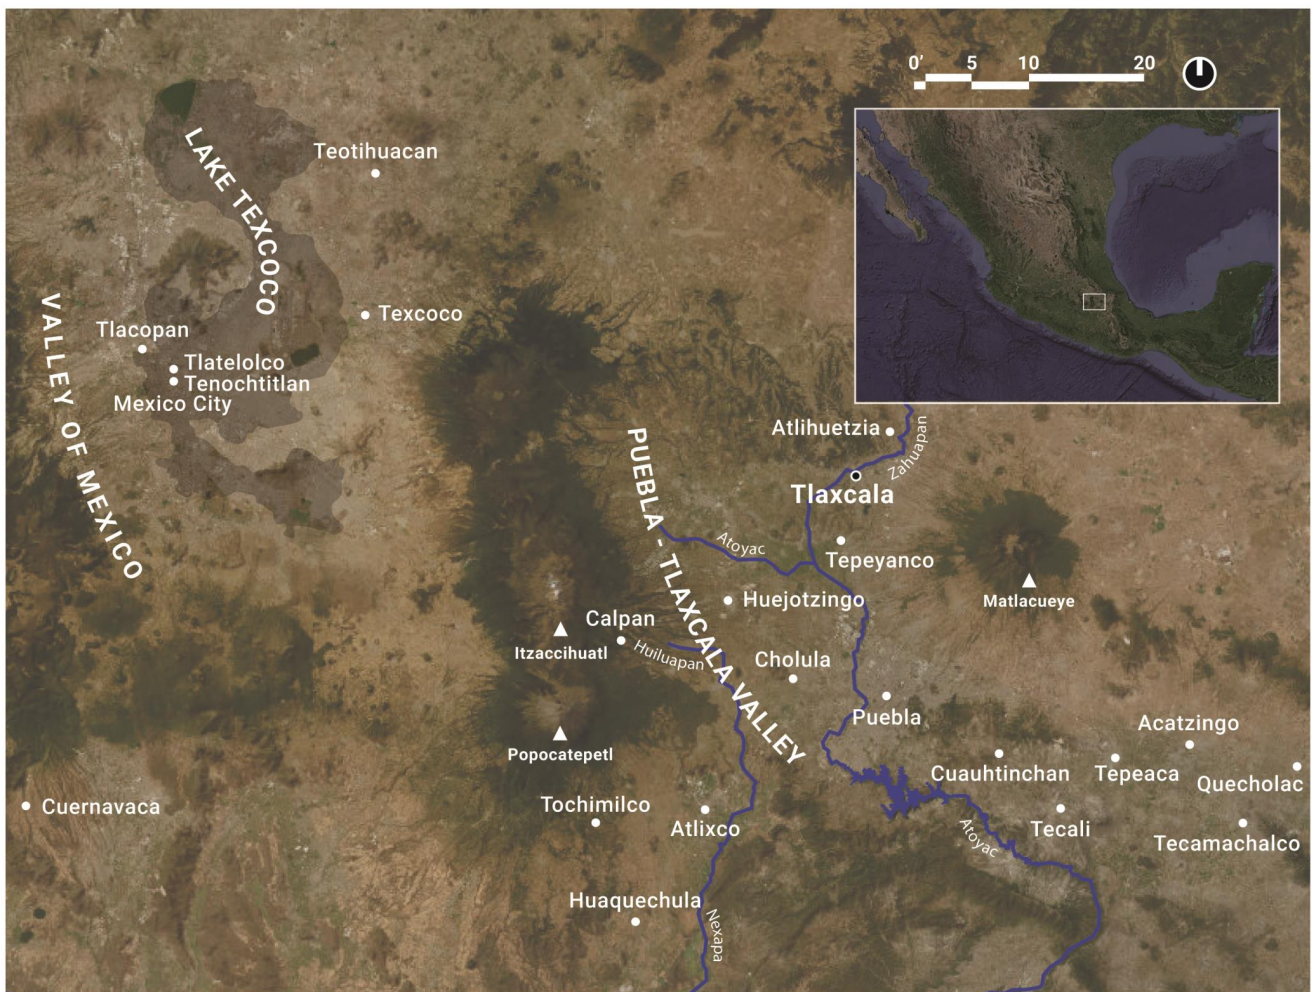 0’ 5 10 20
LAKE TEXCOCO
Teotihuacan
VALLEY OF MEXICO
Texcoco
Tlacopan
Tlatelolco
Tenochtitlan
Mexico City
Atlihuetzia
Zahuapan
PUEBLA - TLAXCALA VALLEY
Tlaxcala
Atoyac
Tepeyanco
Matlacueye
Huejotzingo
Calpan
Huiluapan
Itzaccihuatl
Cholula
Puebla
Popocatepetl
Acatzingo
Cuauhtinchan
Tepeaca
Quecholac
Cuernavaca
Tochimilco
Atlixco
Atoyac
Tecali
Tecamachalco
Huaquechula
Nexapa